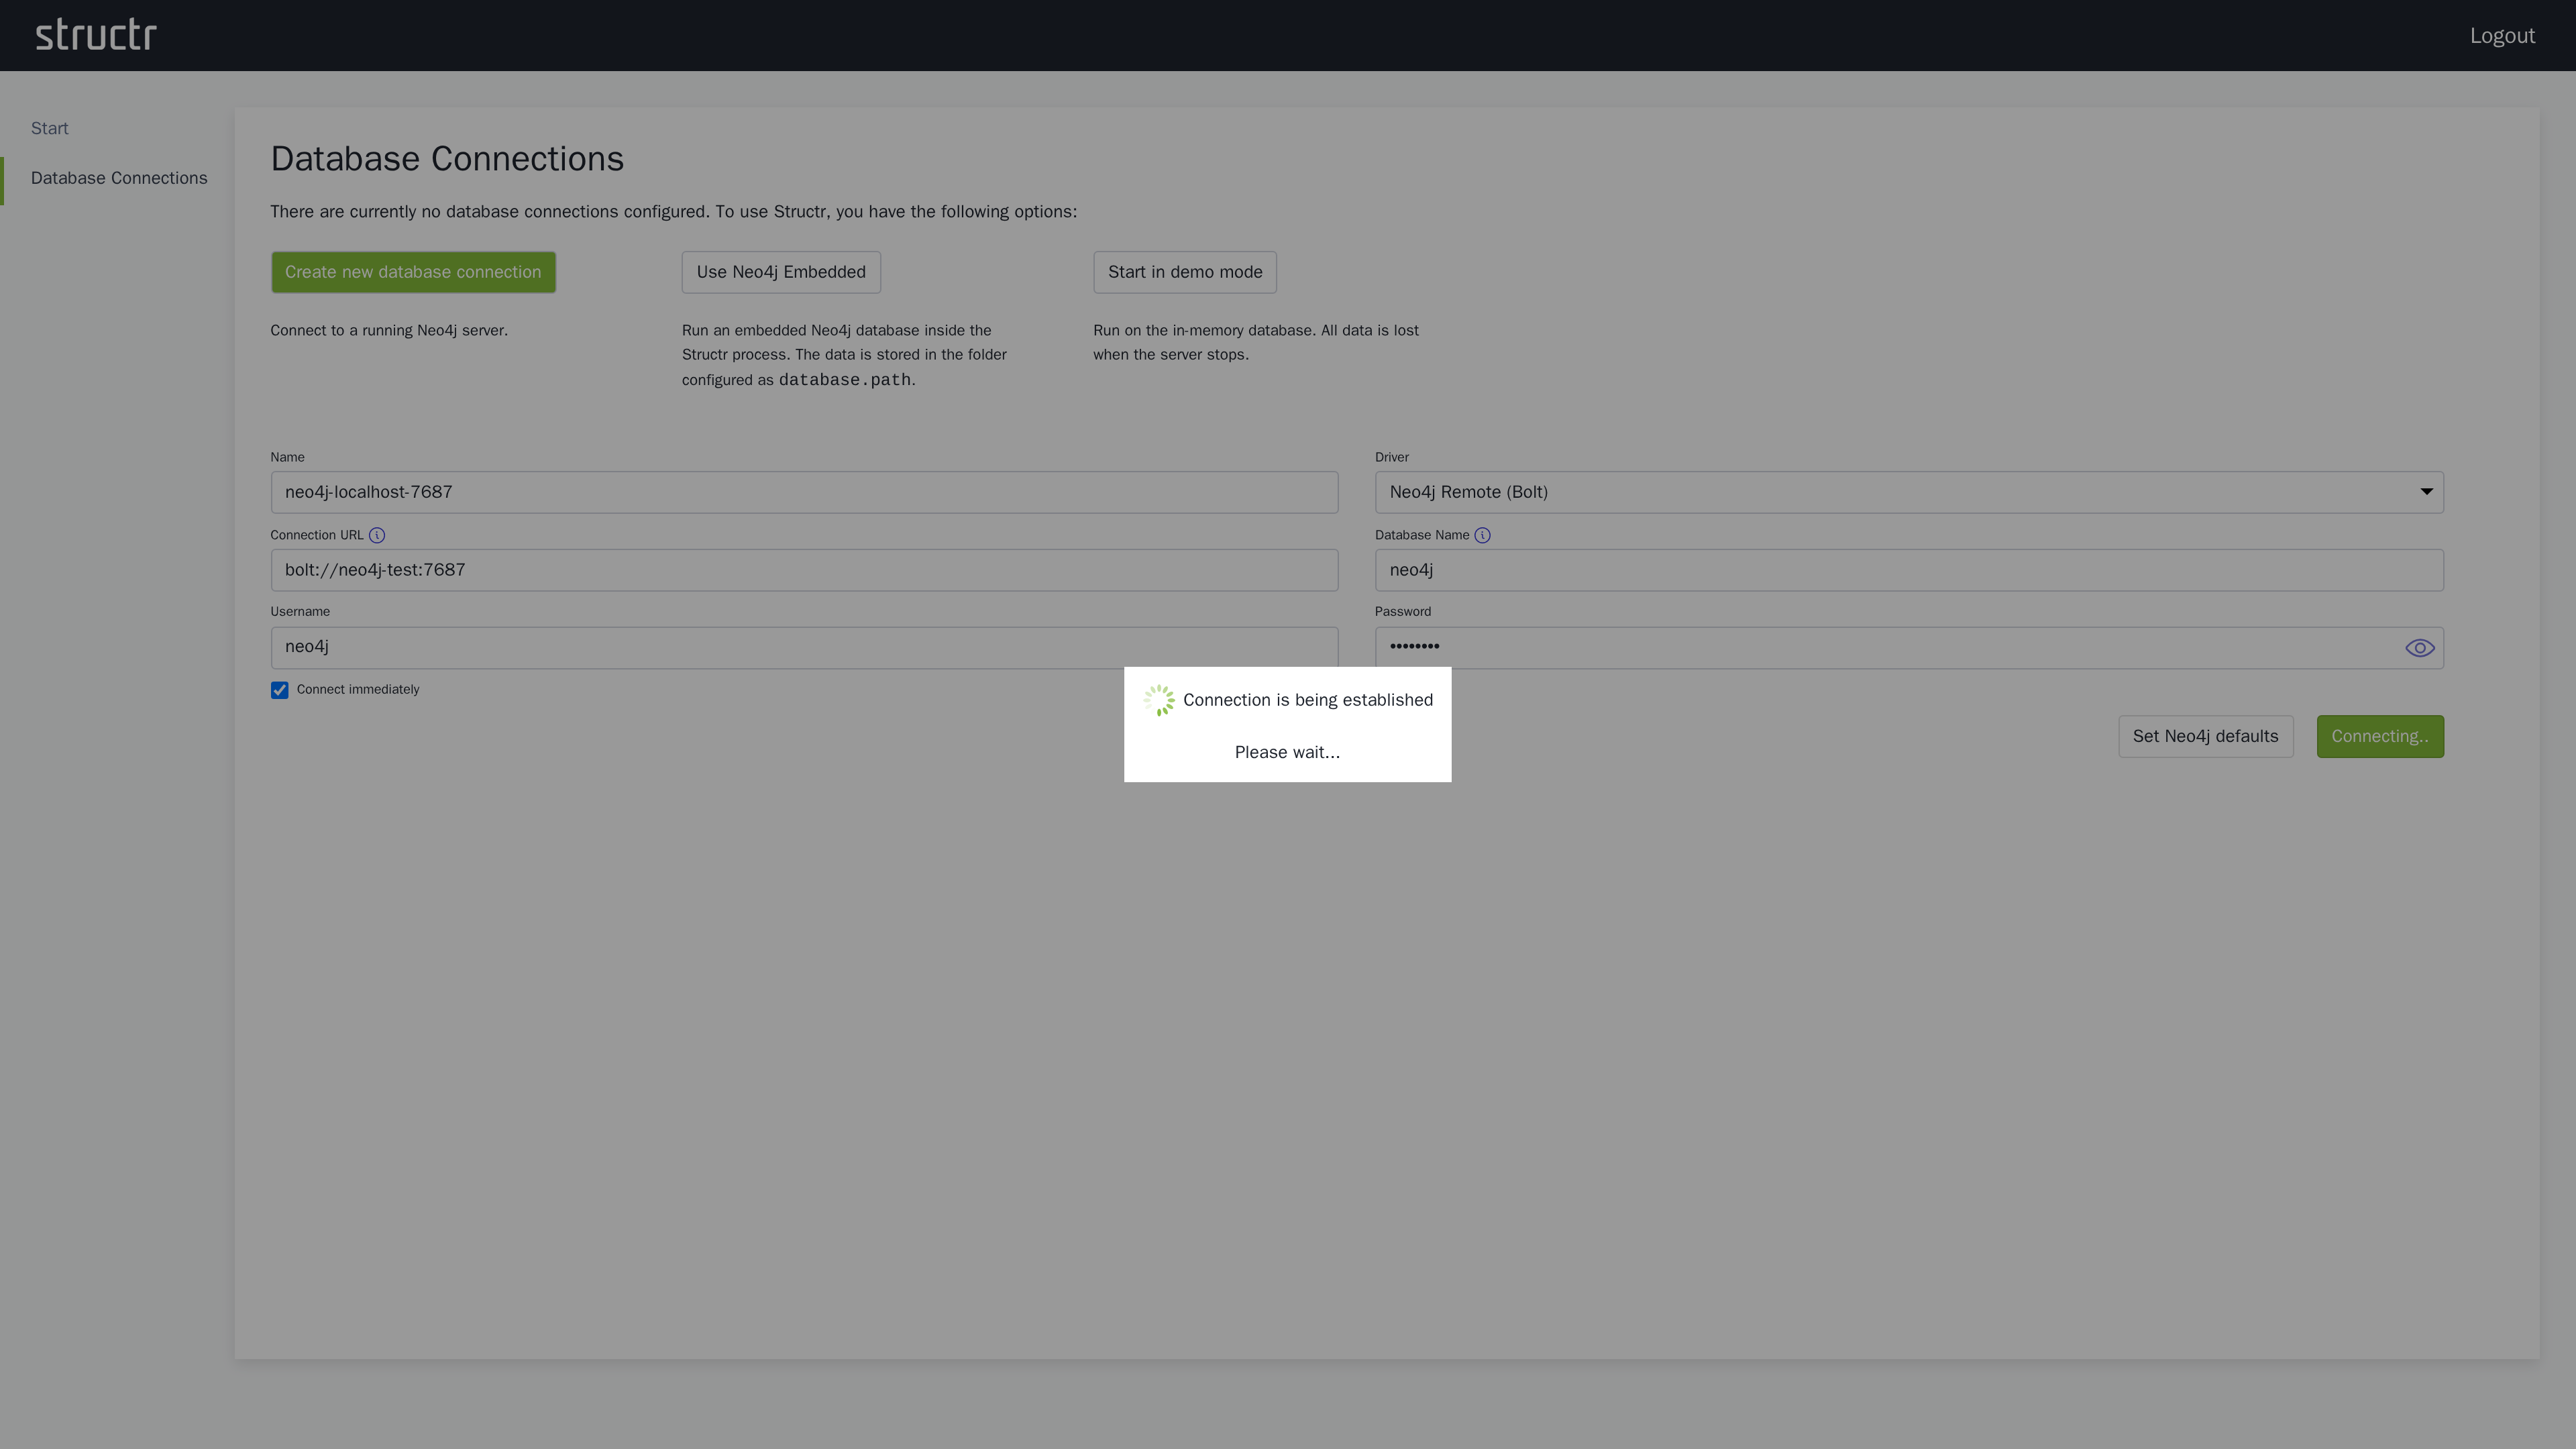 structr
Logout
Start
Database Connections
Database Connections
There are currently no database connections configured. To use Structr, you have the following options:
Create new database connection
Use Neo4j Embedded
Start in demo mode
Connect to a running Neo4j server.
Run an embedded Neo4j database inside the
Structr process. The data is stored in the folder
configured as database.path.
Run on the in-memory database. All data is lost
when the server stops.
Name
Driver
neo4j-localhost-7687
Neo4j Remote (Bolt)
Connection URL
Database Name
bolt://neo4j-test:7687
neo4j
Username
Password
neo4j
••••••••
Connect immediately
Connection is being established
Please wait...
Set Neo4j defaults
Connecting..